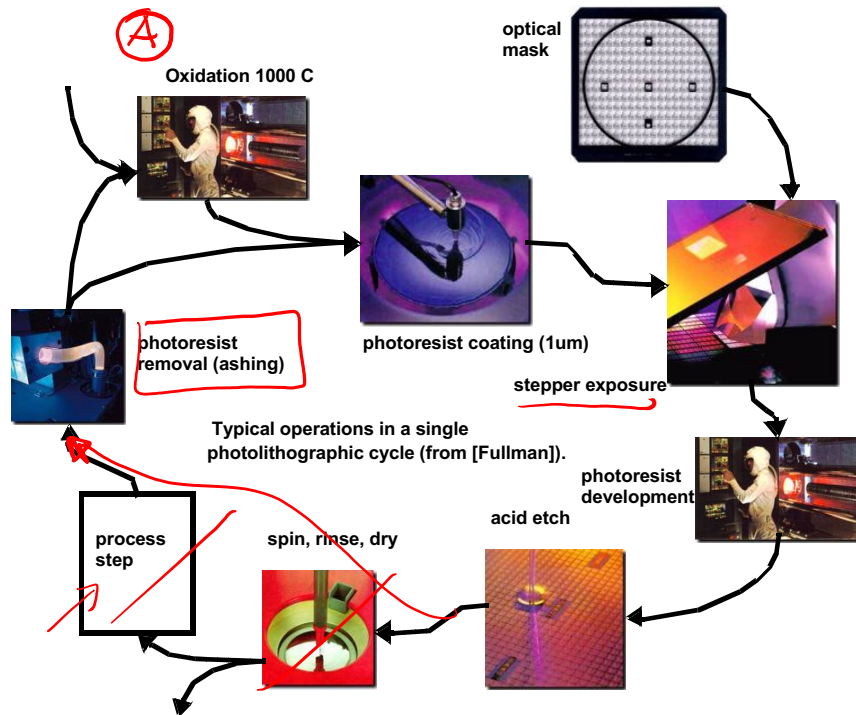 A
optical
mask
Oxidation 1000 C
photoresist
removal (ashing)
photoresist coating (1um)
stepper exposure
Typical operations in a single
photolithographic cycle (from [Fullman]).
photoresist
development
acid etch
process
step
spin, rinse, dry